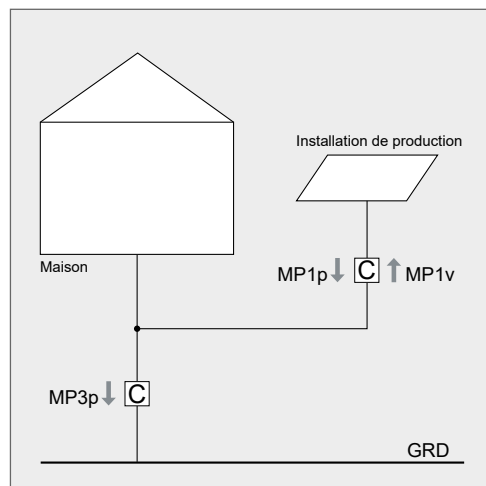 Installation de production
Maison
MP1p C MP1v
MP3p C
GRD